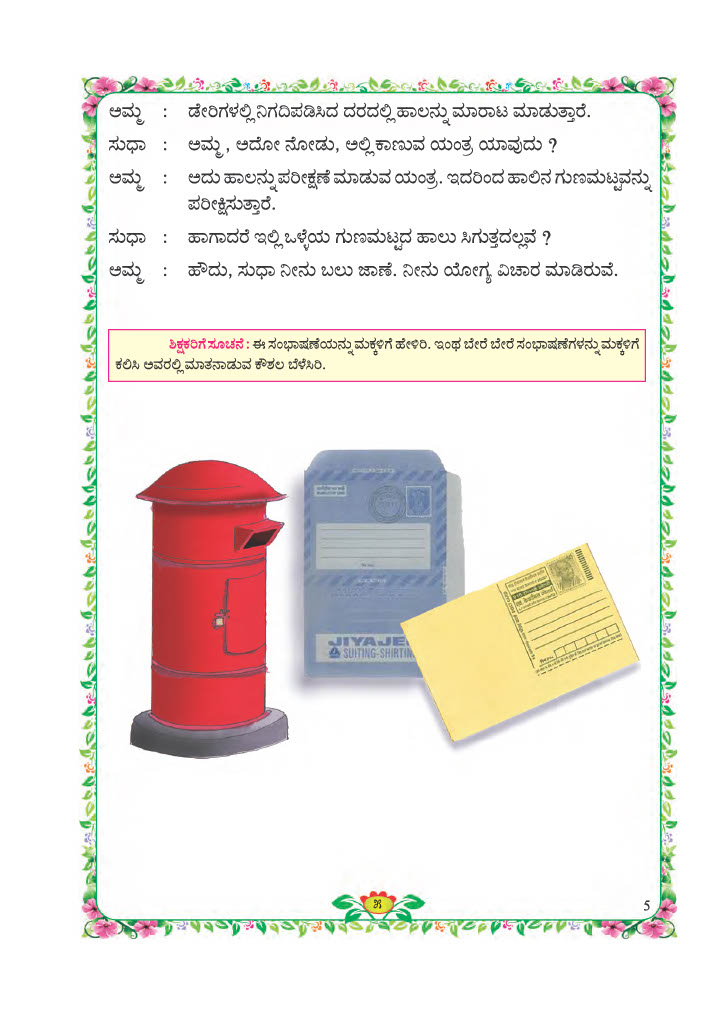 ಅಮ್ಮ : ಡೇರಿಗಳಲ್ಲಿ ನಿಗದಿಪಡಿಸಿದ ದರದಲ್ಲಿ ಹಾಲನ್ನು ಮಾರಾಟ ಮಾಡುತ್ತಾರೆ.
ಸುಧಾ : ಅಮ್ಮ , ಅದೋ ನೋಡು, ಅಲ್ಲಿ ಕಾಣುವ ಯಂತ್ರ ಯಾವುದು ?
ಅಮ್ಮ : ಅದು ಹಾಲನ್ನು ಪರೀಕ್ಷಣೆ ಮಾಡುವ ಯಂತ್ರ. ಇದರಿಂದ ಹಾಲಿನ ಗುಣಮಟ್ಟವನ್ನು
ಪರೀಕ್ಷಿಸುತ್ತಾರೆ.
ಸುಧಾ : ಹಾಗಾದರೆ ಇಲ್ಲಿ ಒಳ್ಳೆಯ ಗುಣಮಟ್ಟದ ಹಾಲು ಸಿಗುತ್ತದಲ್ಲವೆ ?
ಅಮ್ಮ : ಹೌದು, ಸುಧಾ ನೀನು ಬಲು ಜಾಣೆ. ನೀನು ಯೋಗ್ಯ ವಿಚಾರ ಮಾಡಿರುವೆ.
ಶಿಕ್ಷಕರಿಗೆ ಸೂಚನೆ : ಈ ಸಂಭಾಷಣೆಯನ್ನು ಮಕ್ಕಳಿಗೆ ಹೇಳಿರಿ. ಇಂಥ ಬೇರೆ ಬೇರೆ ಸಂಭಾಷಣೆಗಳನ್ನು ಮಕ್ಕಳಿಗೆ
ಕಲಿಸಿ ಅವರಲ್ಲಿ ಮಾತನಾಡುವ ಕೌಶಲ ಬೆಳೆಸಿರಿ.
JIYAJE
SUITING-SHIRTIN
೫
5